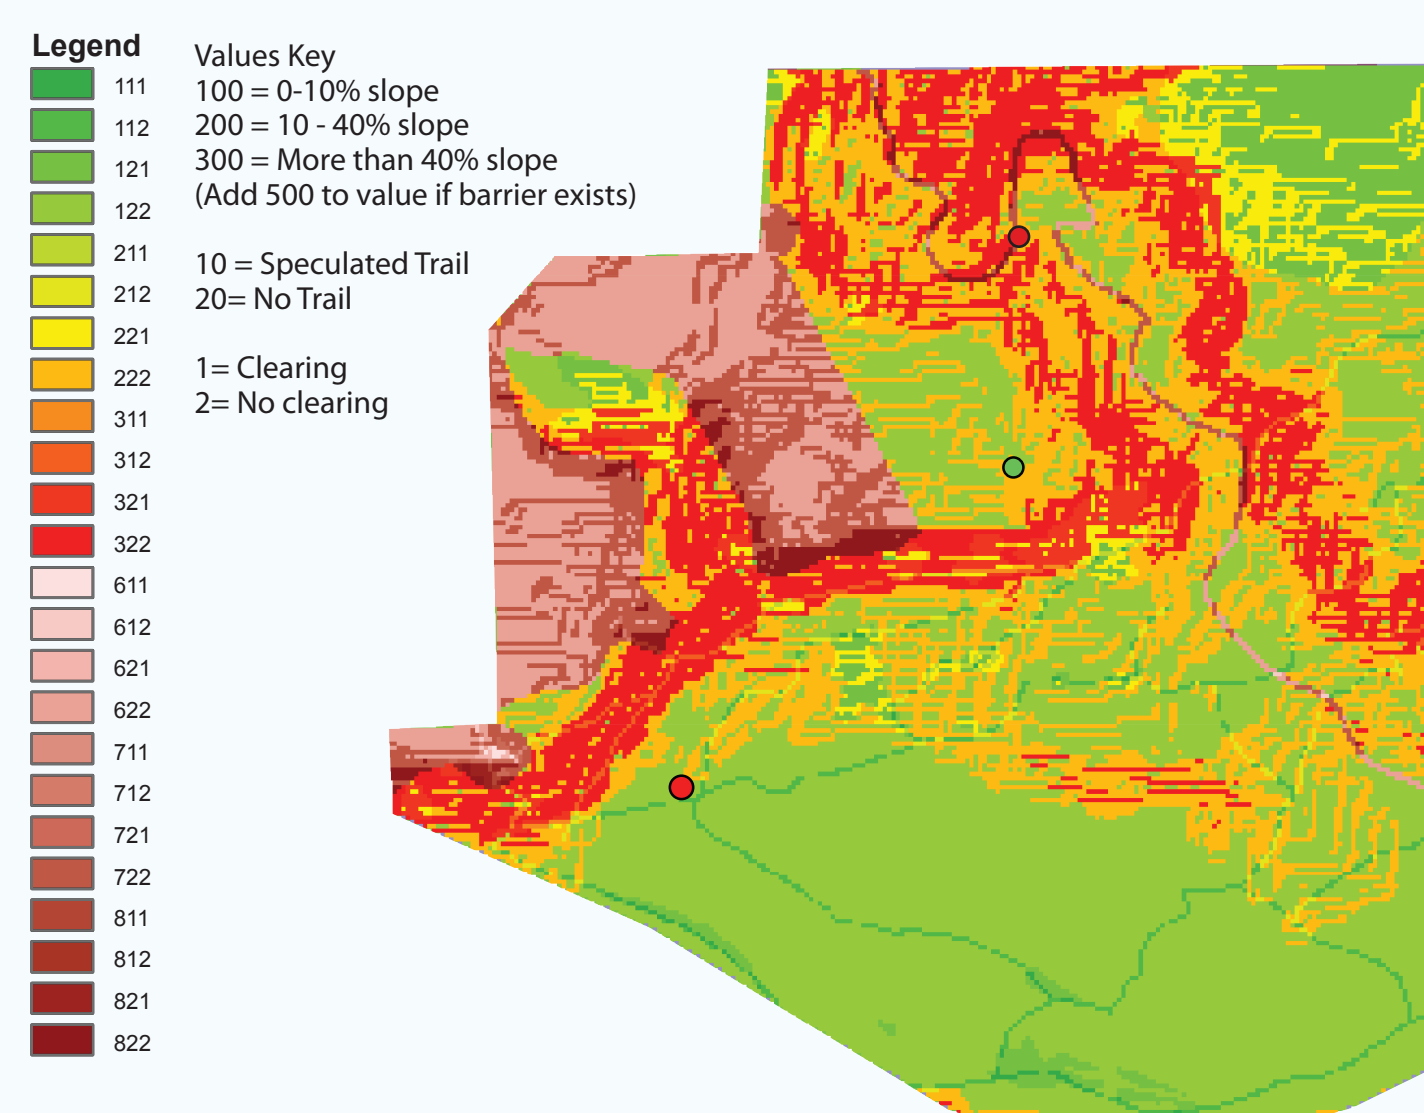 Legend
111
112
121
122
211
212
221
222
311
312
321
322
611
612
621
622
711
712
721
722
811
812
821
822
Values Key
100 = 0-10% slope
200 = 10 - 40% slope
300 = More than 40% slope
(Add 500 to value if barrier exists)
10 = Speculated Trail
20= No Trail
1= Clearing
2= No clearing